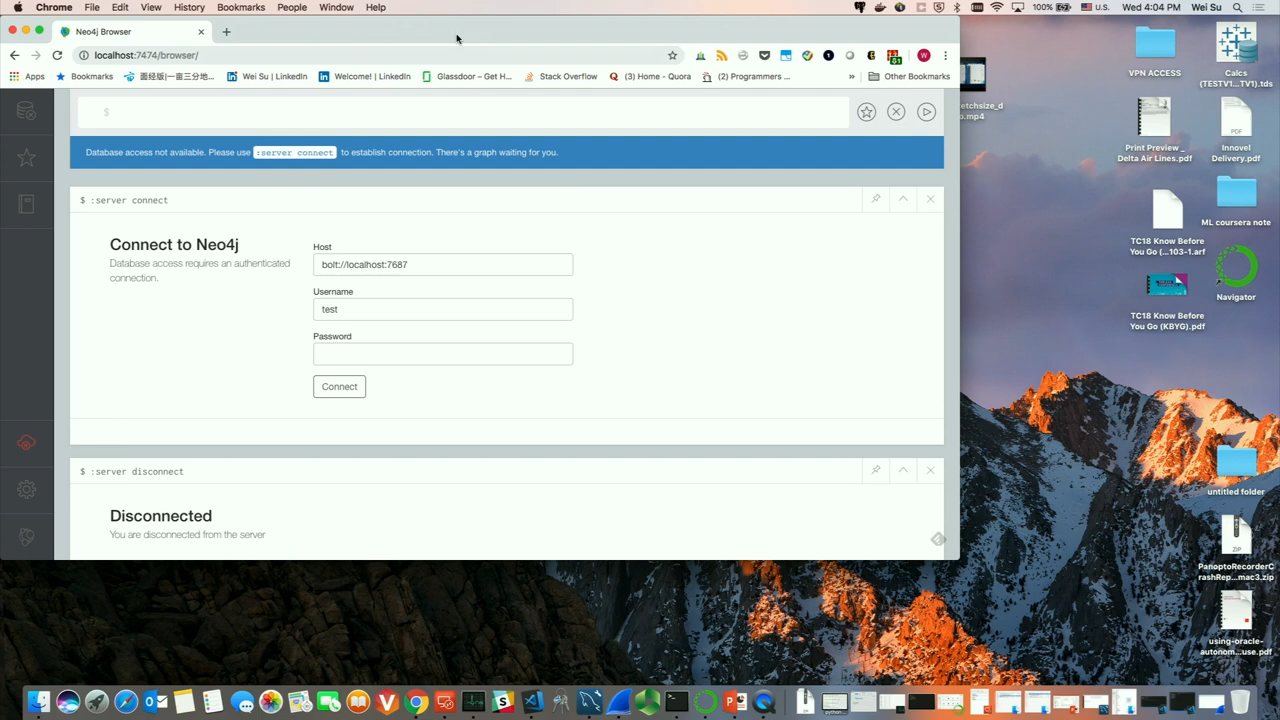 Chrome File Edit View History Bookmarks People Window Help 100% U.S. Wed 4:04 PM Wei Su
Neo4j Browser
localhost:7474/browser/
Apps Bookmarks 面经版|一亩三分地... Wei Su | LinkedIn Welcome! | LinkedIn Glassdoor – Get H... Stack Overflow (3) Home - Quora (2) Programmers ... » Other Bookmarks
$
Database access not available. Please use :server connect to establish connection. There's a graph waiting for you.
$ :server connect
Connect to Neo4j
Database access requires an authenticated
connection.
Host
bolt://localhost:7687
Username
test
Password
Connect
$ :server disconnect
Disconnected
You are disconnected from the server
VPN ACCESS
Calcs
(TESTV1...TV1).tds
etchsize_d
o.mp4
Print Preview _
Delta Air Lines.pdf
PDF
Innovel
Delivery.pdf
ML coursera note
TC18 Know Before
You Go (...103-1.arf
Navigator
TC18 Know Before
You Go (KBYG).pdf
untitled folder
ZIP
PanoptoRecorderC
rashRep...mac3.zip
using-oracle-
autonom...use.pdf